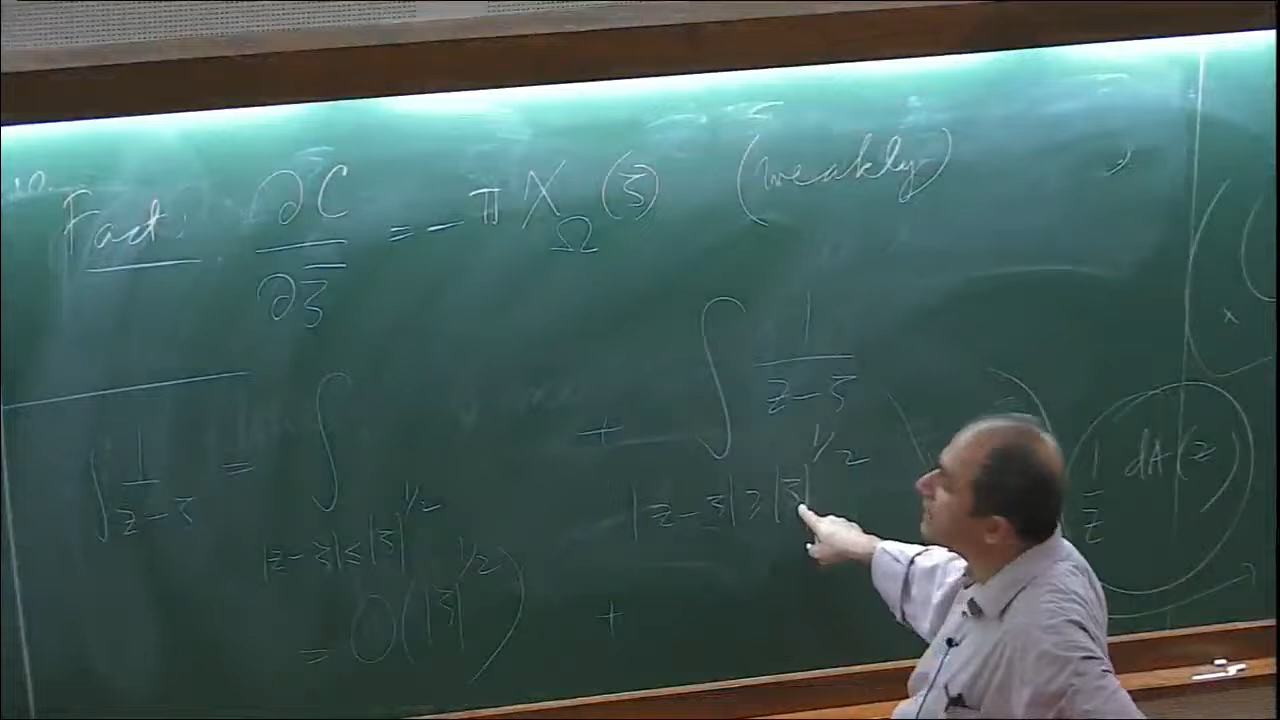 Fact: ∂C/∂ζ̄ = -π χ_Ω(ζ) (weakly)
∫ 1/(z-ζ) = ∫_{|z-ζ|≤|ζ|^{1/2}} + ∫_{|z-ζ|≥|ζ|^{1/2}} 1/(z-ζ)
= O(|ζ|^{1/2}) +
1/z dA(z)